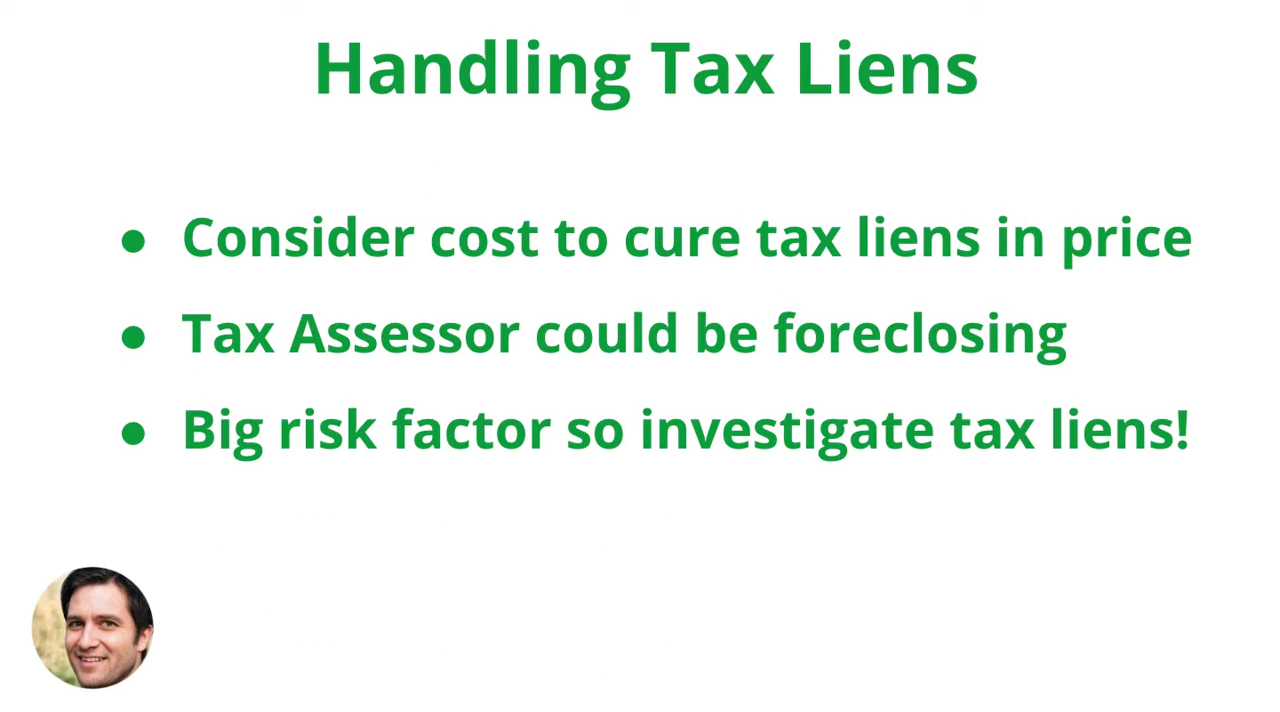 Handling Tax Liens
● Consider cost to cure tax liens in price
● Tax Assessor could be foreclosing
● Big risk factor so investigate tax liens!